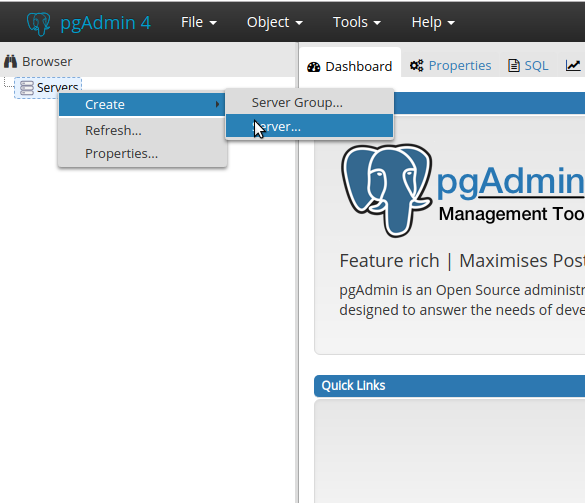 pgAdmin 4 File Object Tools Help
Browser
Servers
Create
Refresh...
Properties...
Server Group...
Dashboard Properties SQL
pgAdmin
Management Too
Feature rich | Maximises Post
pgAdmin is an Open Source administr
designed to answer the needs of deve
Quick Links